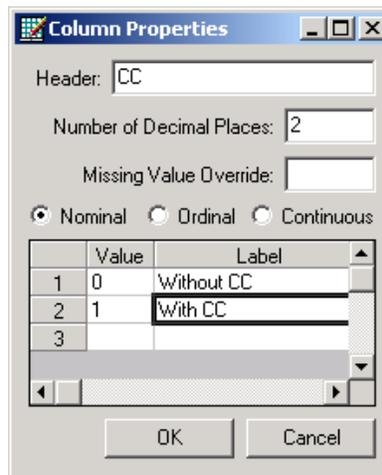 Column Properties
Header: CC
Number of Decimal Places: 2
Missing Value Override:
Nominal Ordinal Continuous
Value Label
1 0 Without CC
2 1 With CC
3
OK Cancel